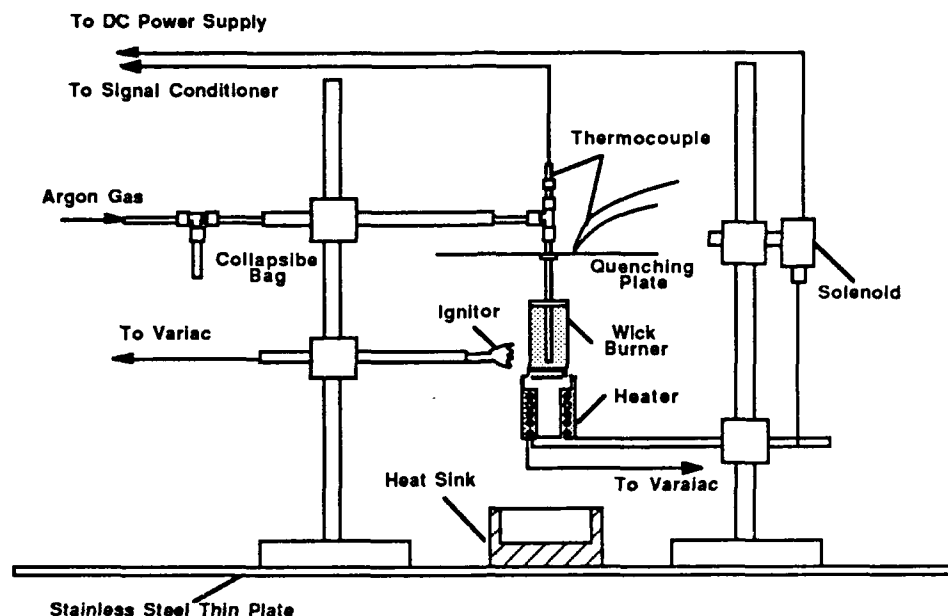 To DC Power Supply
To Signal Conditioner
Thermocouple
Argon Gas
Collapsibe
Bag
Quenching
Plate
Solenoid
Ignitor
To Variac
Wick
Burner
Heater
Heat Sink
To Varaiac
Stainless Steel Thin Plate